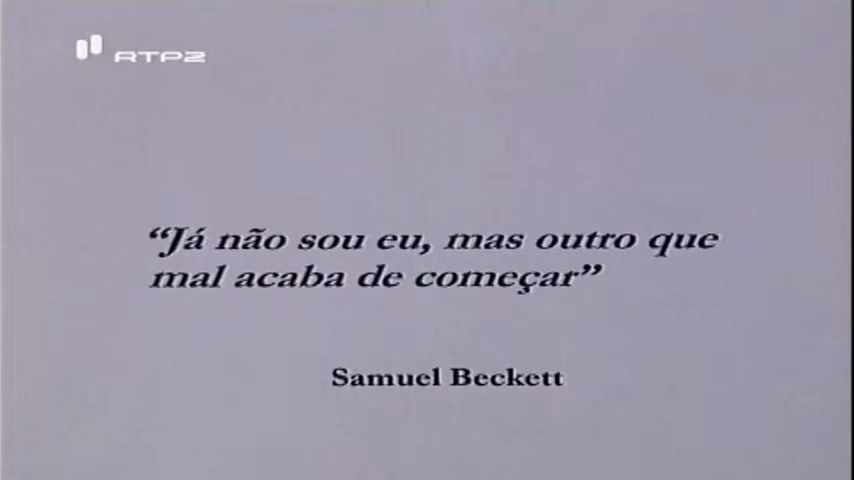 RTP2
“Já não sou eu, mas outro que
mal acaba de começar”
Samuel Beckett